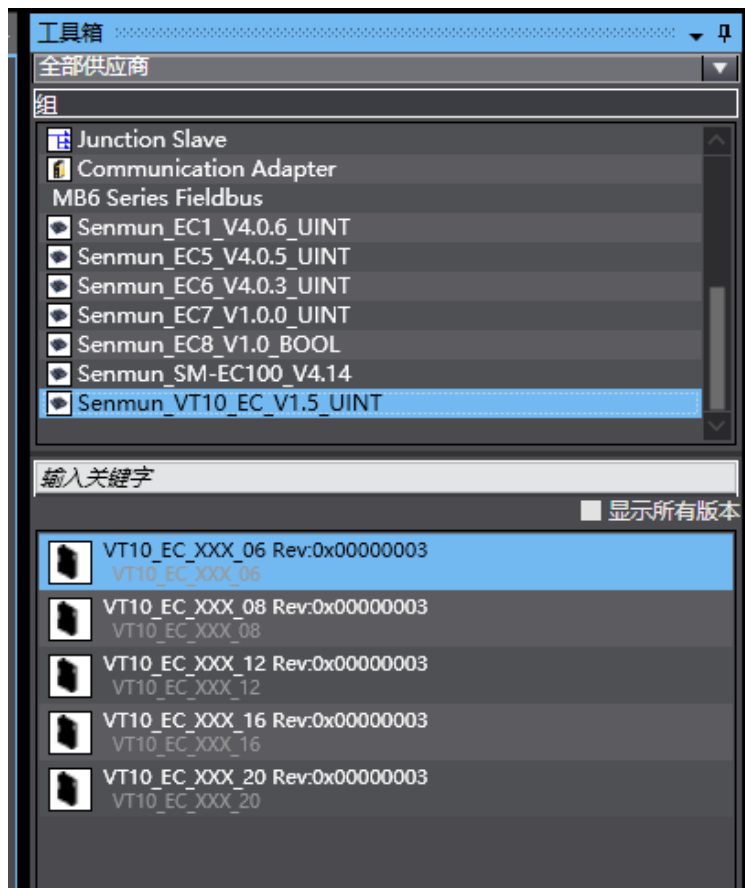 工具箱
全部供应商
组
Junction Slave
Communication Adapter
MB6 Series Fieldbus
Senmun_EC1_V4.0.6_UINT
Senmun_EC5_V4.0.5_UINT
Senmun_EC6_V4.0.3_UINT
Senmun_EC7_V1.0.0_UINT
Senmun_EC8_V1.0_BOOL
Senmun_SM-EC100_V4.14
Senmun_VT10_EC_V1.5_UINT
输入关键字
显示所有版本
VT10_EC_XXX_06 Rev:0x00000003
VT10_EC_XXX_06
VT10_EC_XXX_08 Rev:0x00000003
VT10_EC_XXX_08
VT10_EC_XXX_12 Rev:0x00000003
VT10_EC_XXX_12
VT10_EC_XXX_16 Rev:0x00000003
VT10_EC_XXX_16
VT10_EC_XXX_20 Rev:0x00000003
VT10_EC_XXX_20